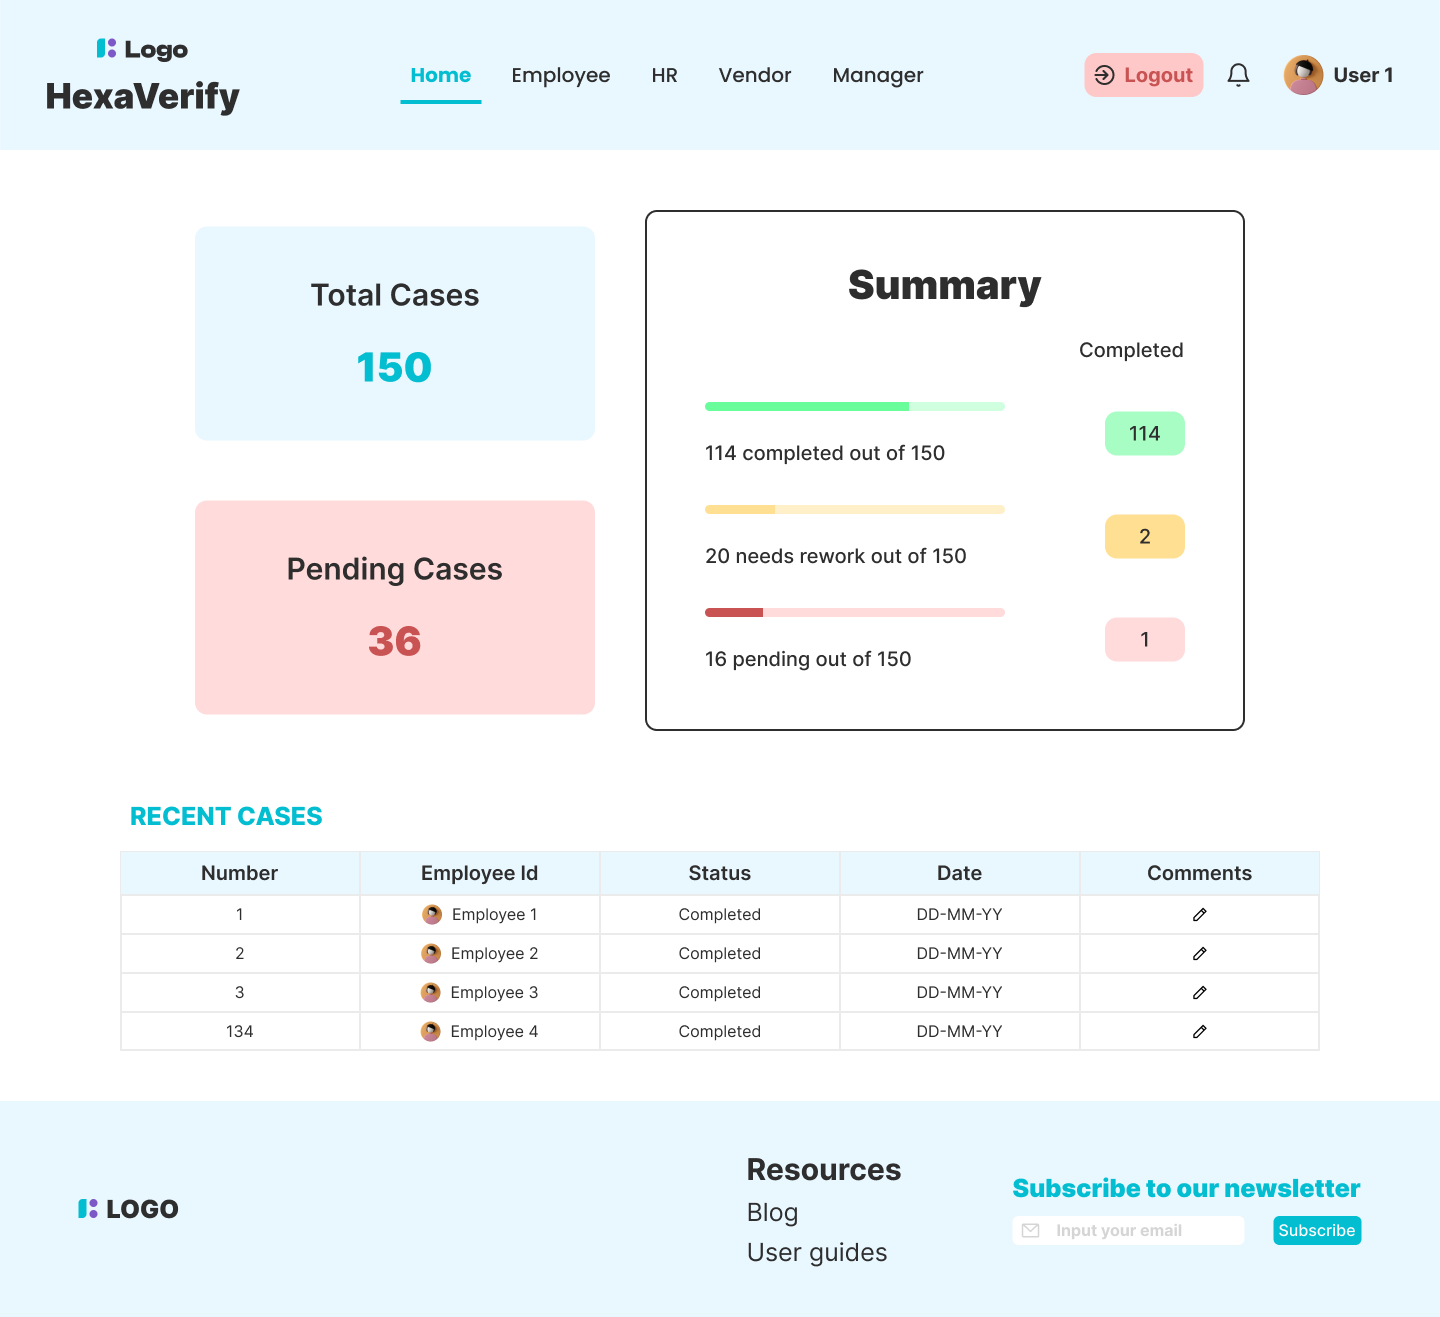 Logo
HexaVerify
Home Employee HR Vendor Manager
Logout
User 1
Total Cases
150
Pending Cases
36
Summary
Completed
114 completed out of 150
114
20 needs rework out of 150
2
16 pending out of 150
1
RECENT CASES
Number Employee Id Status Date Comments
1 Employee 1 Completed DD-MM-YY
2 Employee 2 Completed DD-MM-YY
3 Employee 3 Completed DD-MM-YY
134 Employee 4 Completed DD-MM-YY
LOGO
Resources
Blog
User guides
Subscribe to our newsletter
Input your email
Subscribe